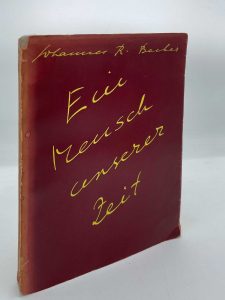 Johannes R. Becher
Ein
Mensch
unserer
Zeit